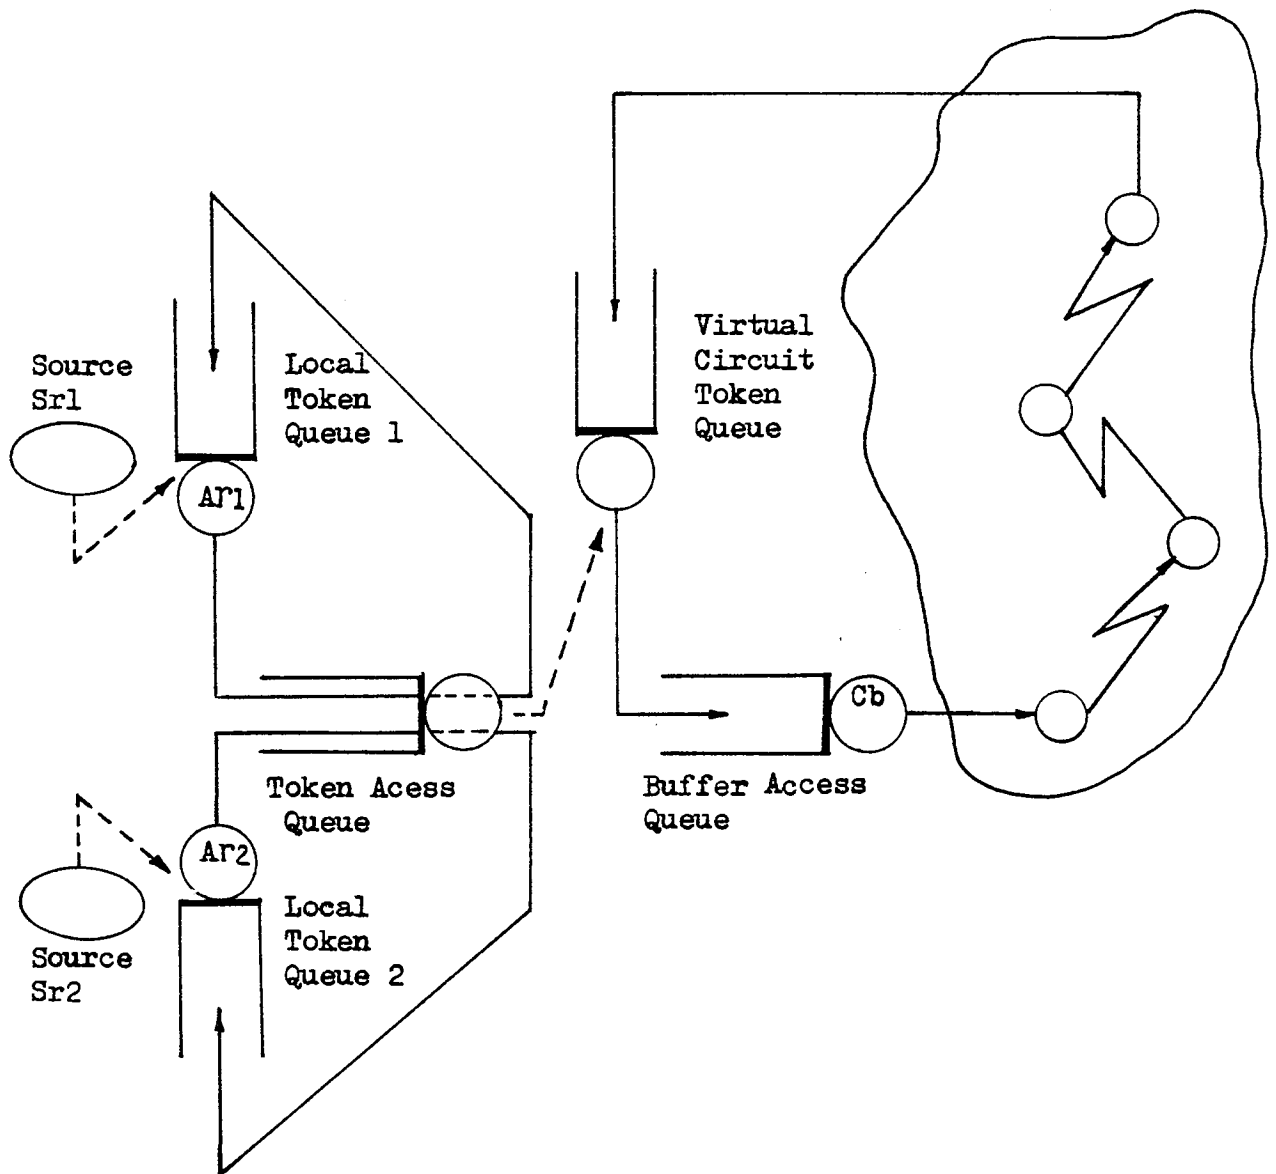 Source
Sr1
Local
Token
Queue 1
Ar1
Virtual
Circuit
Token
Queue
Token Acess
Queue
Cb
Buffer Access
Queue
Ar2
Source
Sr2
Local
Token
Queue 2